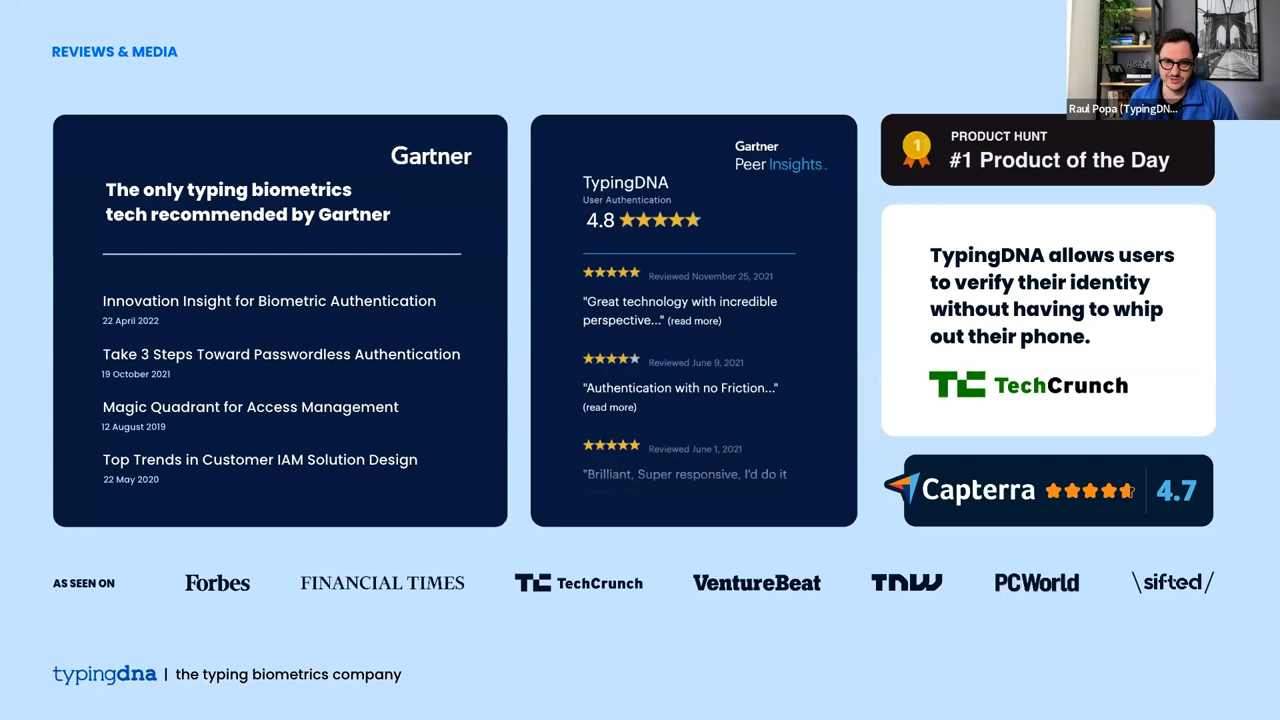 REVIEWS & MEDIA
Raul Popa (TypingDN...
Gartner
The only typing biometrics
tech recommended by Gartner
Innovation Insight for Biometric Authentication
22 April 2022
Take 3 Steps Toward Passwordless Authentication
19 October 2021
Magic Quadrant for Access Management
12 August 2019
Top Trends in Customer IAM Solution Design
22 May 2020
Gartner
Peer Insights™
TypingDNA
User Authentication
4.8
Reviewed November 25, 2021
"Great technology with incredible
perspective..." (read more)
Reviewed June 9, 2021
"Authentication with no Friction..."
(read more)
Reviewed June 1, 2021
"Brilliant, Super responsive, I'd do it
1
PRODUCT HUNT
#1 Product of the Day
TypingDNA allows users
to verify their identity
without having to whip
out their phone.
TC TechCrunch
Capterra 4.7
AS SEEN ON
Forbes
FINANCIAL TIMES
TC TechCrunch
VentureBeat
TNW
PCWorld
\sifted/
typingdna | the typing biometrics company